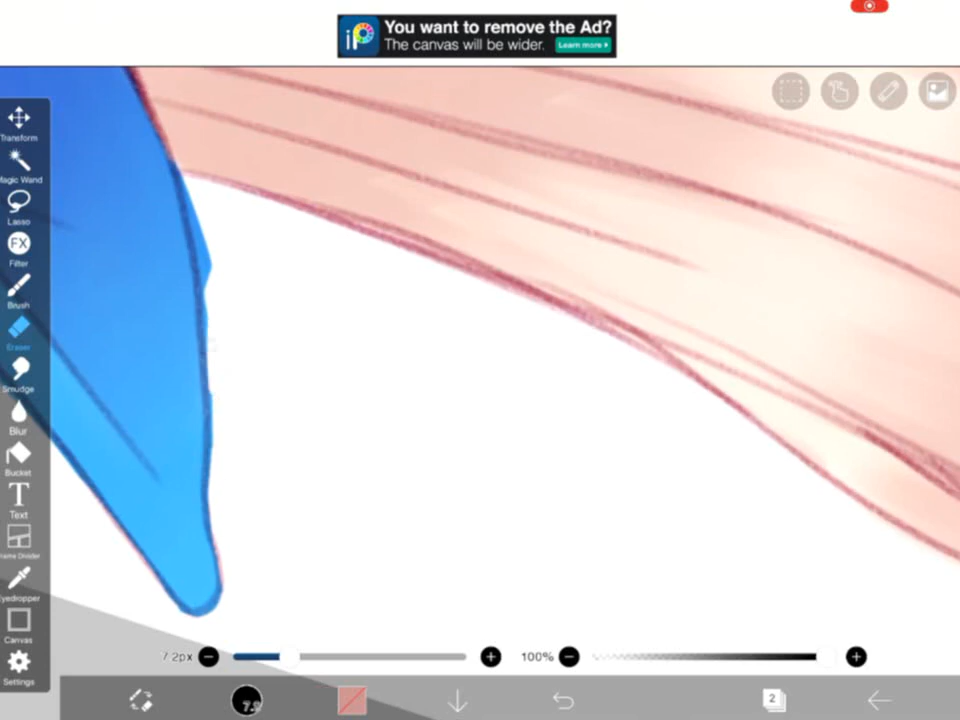 You want to remove the Ad?
The canvas will be wider.
Learn more
iP
Transform
Magic Wand
Lasso
FX
Filter
Brush
Eraser
Smudge
Blur
Bucket
T
Text
Frame Divider
Eyedropper
Canvas
Settings
7.2px
100%
2